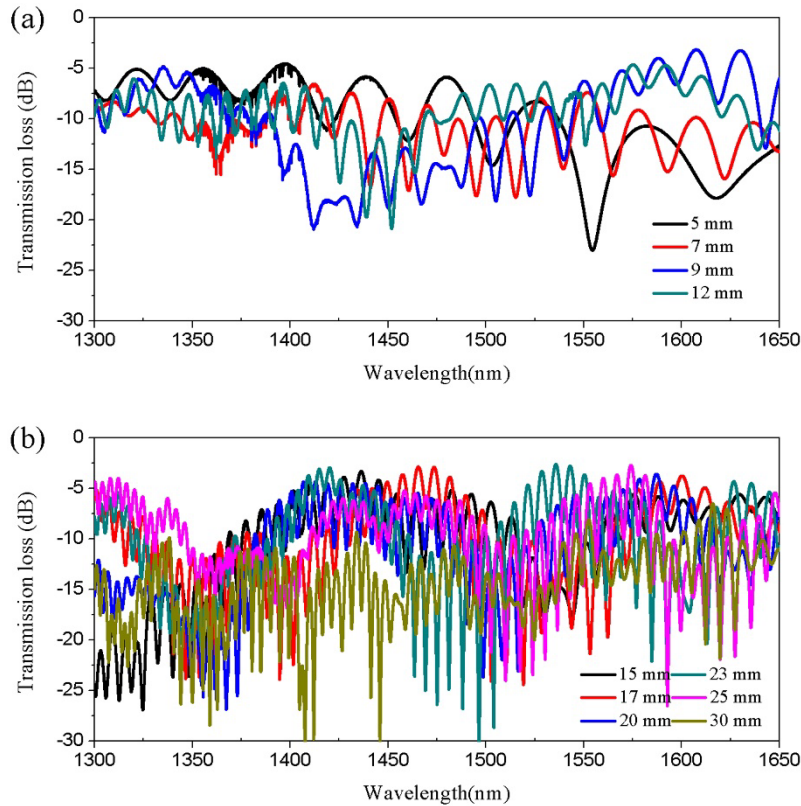 (a)
0
-5
-10
-15
-20
-25
-30
Transmission loss (dB)
1300 1350 1400 1450 1500 1550 1600 1650
Wavelength(nm)
5 mm
7 mm
9 mm
12 mm
(b)
0
-5
-10
-15
-20
-25
-30
Transmission loss (dB)
1300 1350 1400 1450 1500 1550 1600 1650
Wavelength(nm)
15 mm 23 mm
17 mm 25 mm
20 mm 30 mm